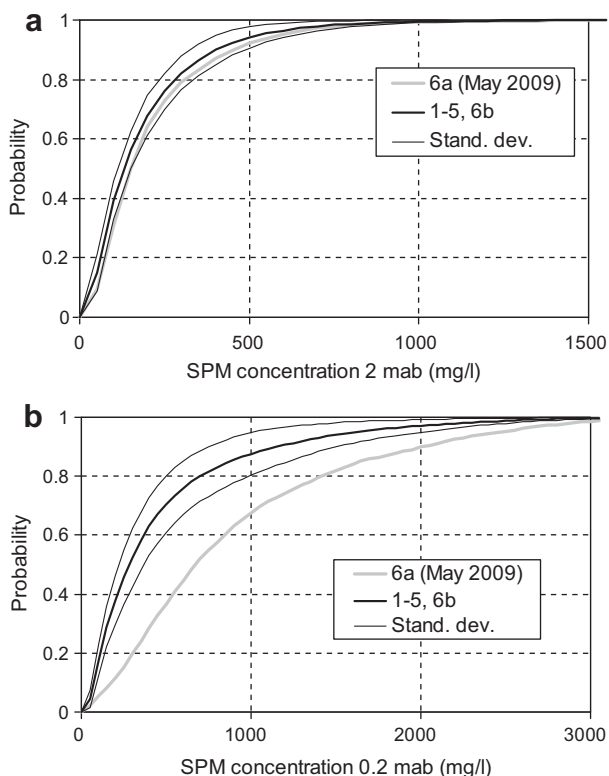 a
1
0.8
0.6
0.4
0.2
0
Probability
6a (May 2009)
1-5, 6b
Stand. dev.
0 500 1000 1500
SPM concentration 2 mab (mg/l)
b
1
0.8
0.6
0.4
0.2
0
Probability
6a (May 2009)
1-5, 6b
Stand. dev.
0 1000 2000 3000
SPM concentration 0.2 mab (mg/l)